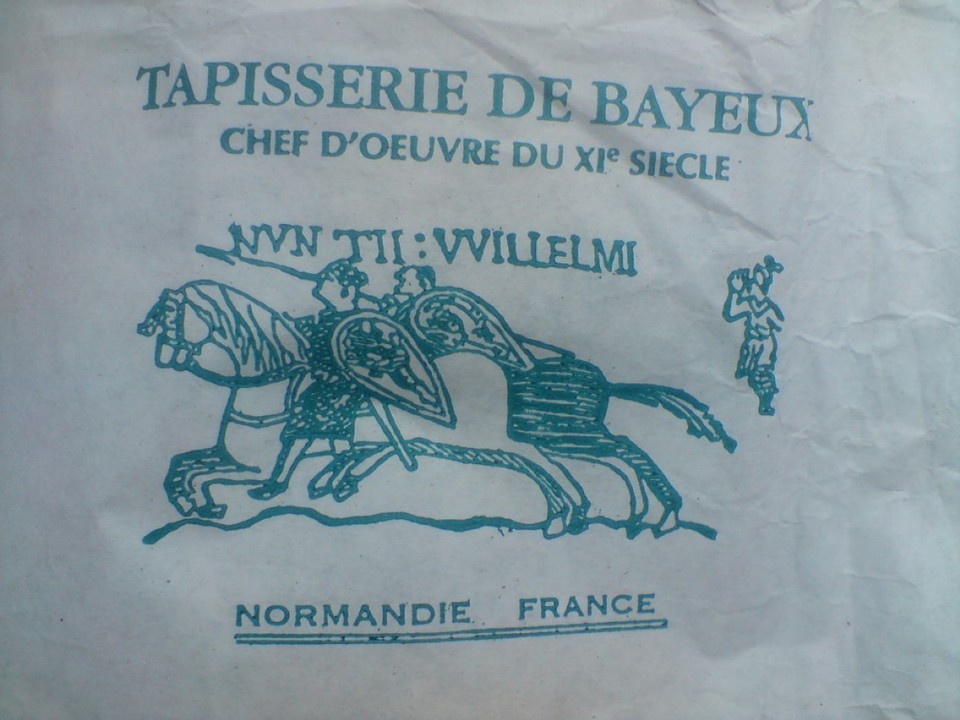 TAPISSERIE DE BAYEUX
CHEF D'OEUVRE DU XIe SIECLE
NVN TII : VVILLELMI
NORMANDIE FRANCE